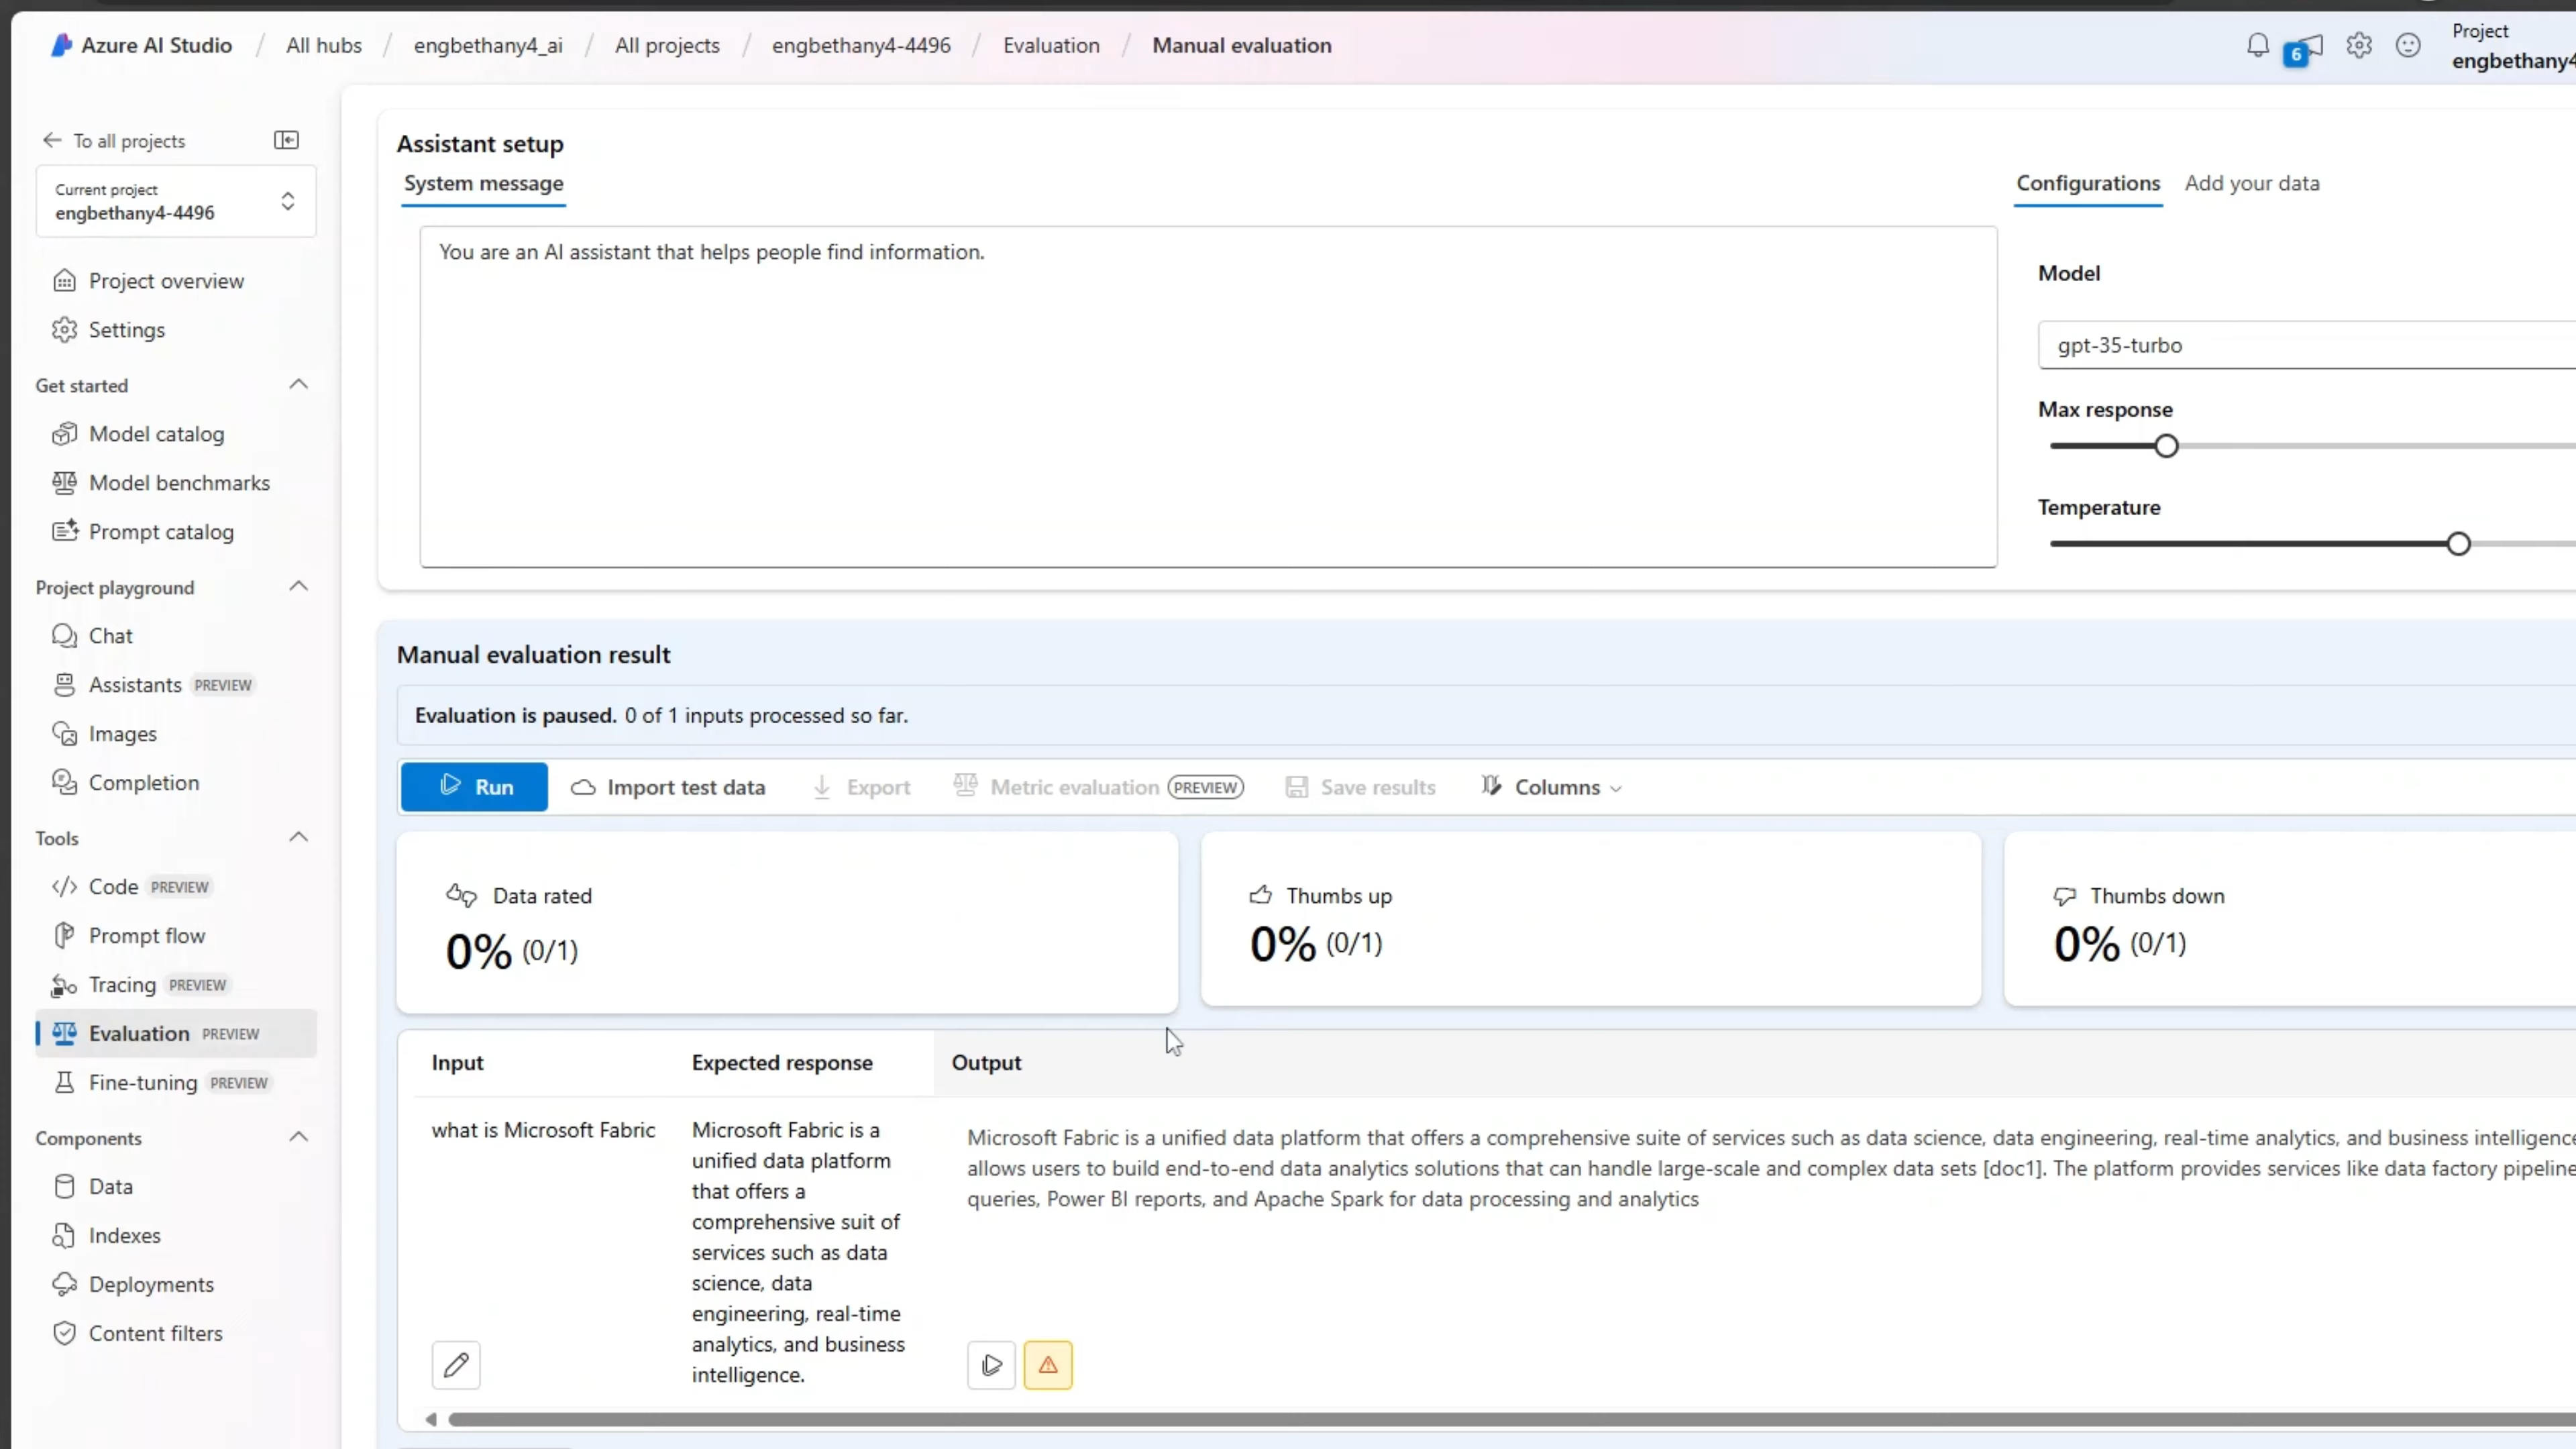 Azure AI Studio / All hubs / engbethany4_ai / All projects / engbethany4-4496 / Evaluation / Manual evaluation
6
Project
engbethany4
To all projects
Current project
engbethany4-4496
Project overview
Settings
Get started
Model catalog
Model benchmarks
Prompt catalog
Project playground
Chat
Assistants PREVIEW
Images
Completion
Tools
Code PREVIEW
Prompt flow
Tracing PREVIEW
Evaluation PREVIEW
Fine-tuning PREVIEW
Components
Data
Indexes
Deployments
Content filters
Assistant setup
System message
You are an AI assistant that helps people find information.
Configurations Add your data
Model
gpt-35-turbo
Max response
Temperature
Manual evaluation result
Evaluation is paused. 0 of 1 inputs processed so far.
Run Import test data Export Metric evaluation PREVIEW Save results Columns
Data rated
0% (0/1)
Thumbs up
0% (0/1)
Thumbs down
0% (0/1)
Input Expected response Output
what is Microsoft Fabric
Microsoft Fabric is a
unified data platform
that offers a
comprehensive suit of
services such as data
science, data
engineering, real-time
analytics, and business
intelligence.
Microsoft Fabric is a unified data platform that offers a comprehensive suite of services such as data science, data engineering, real-time analytics, and business intelligence
allows users to build end-to-end data analytics solutions that can handle large-scale and complex data sets [doc1]. The platform provides services like data factory pipeline
queries, Power BI reports, and Apache Spark for data processing and analytics